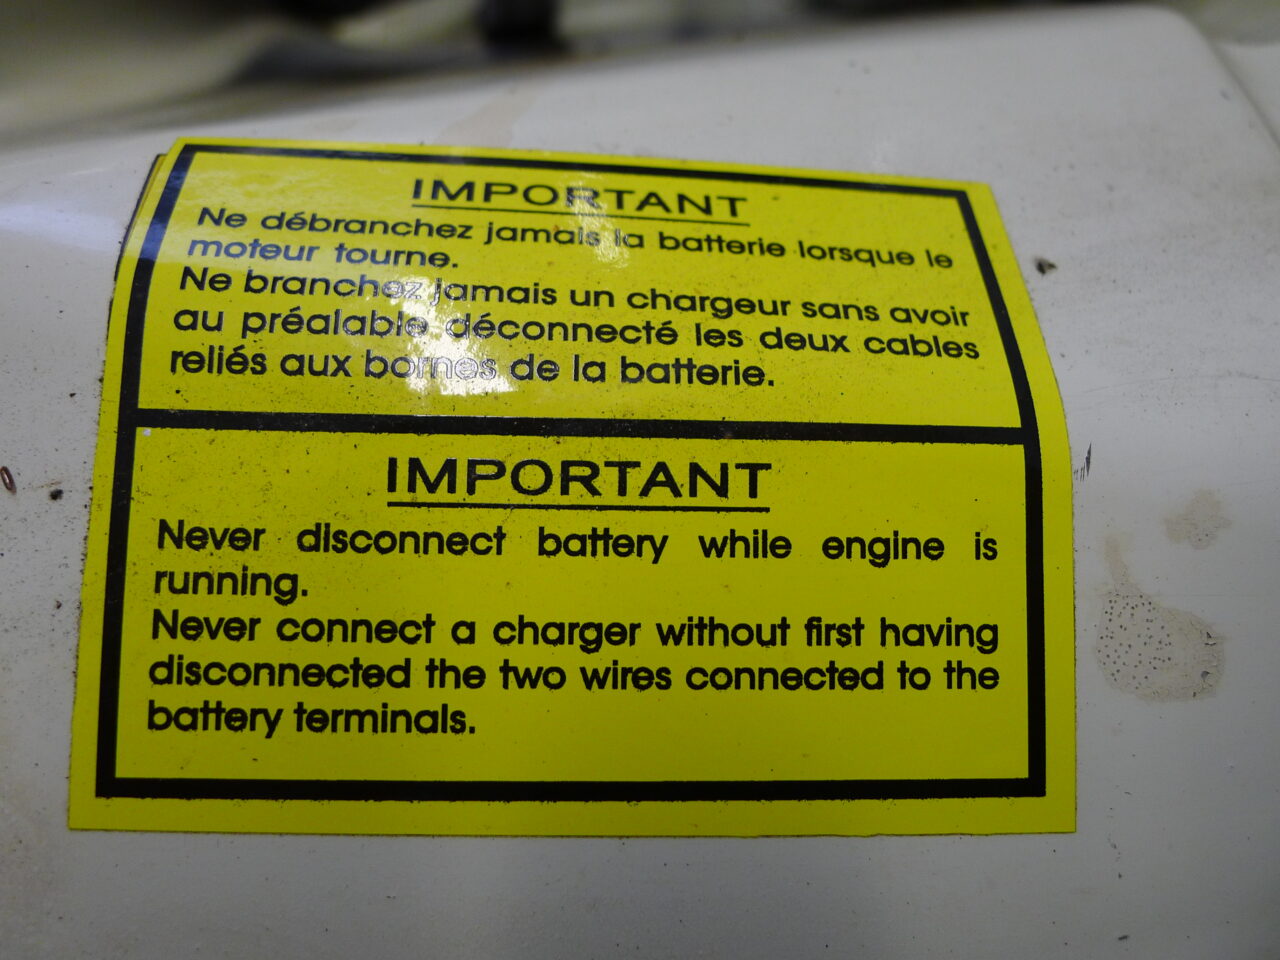 IMPORTANT
Ne débranchez jamais la batterie lorsque le
moteur tourne.
Ne branchez jamais un chargeur sans avoir
au préalable déconnecté les deux cables
reliés aux bornes de la batterie.
IMPORTANT
Never disconnect battery while engine is
running.
Never connect a charger without first having
disconnected the two wires connected to the
battery terminals.